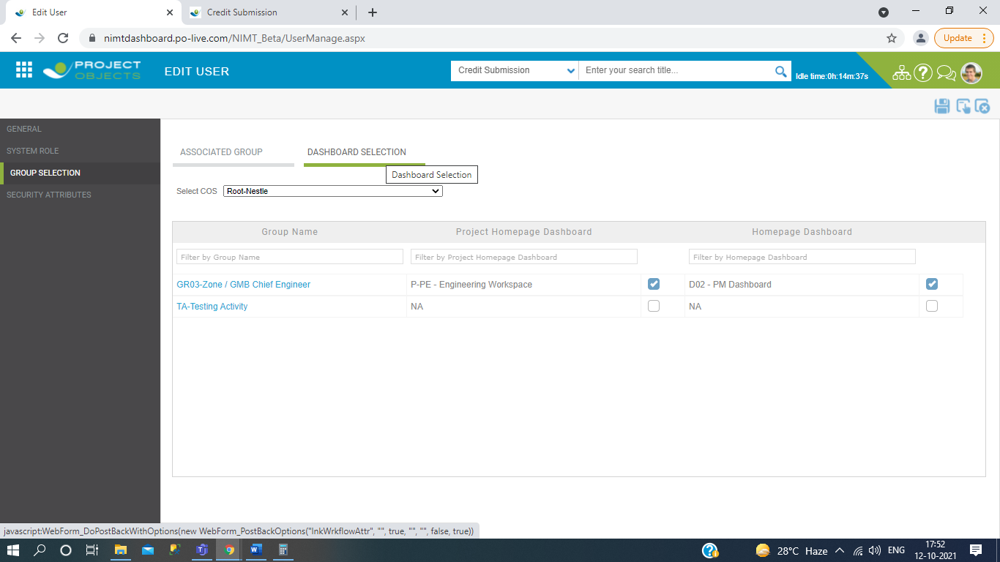 Edit User
Credit Submission
nimtdashboard.po-live.com/NIMT_Beta/UserManage.aspx
Update
PROJECT
OBJECTS
EDIT USER
Credit Submission
Enter your search title...
Idle time:0h:14m:37s
GENERAL
SYSTEM ROLE
GROUP SELECTION
SECURITY ATTRIBUTES
ASSOCIATED GROUP
DASHBOARD SELECTION
Dashboard Selection
Select COS
Root-Nestle
Group Name
Project Homepage Dashboard
Homepage Dashboard
Filter by Group Name
Filter by Project Homepage Dashboard
Filter by Homepage Dashboard
GR03-Zone / GMB Chief Engineer
P-PE - Engineering Workspace
D02 - PM Dashboard
TA-Testing Activity
NA
NA
javascript:WebForm_DoPostBackWithOptions(new WebForm_PostBackOptions("lnkWrkflowAttr", "", true, "", "", false, true))
28°C Haze
ENG
17:52
12-10-2021